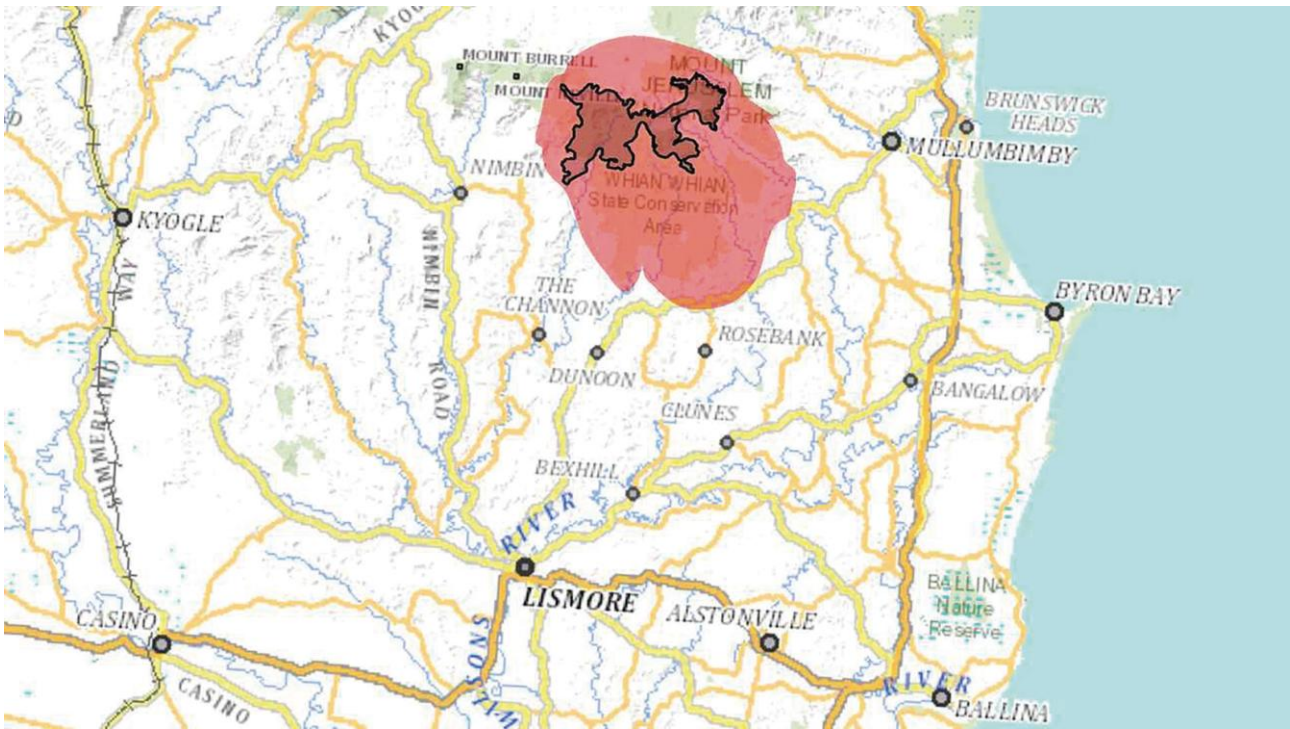 KYOG
MOUNT BURRELL
MOUNT
MOUNT
JERUSALEM
Park
BRUNSWICK
HEADS
MULLUMBIMBY
NIMBIN
WHIAN WHIAN
State Conservation
Area
KYOGLE
NIMBIN
ROAD
SUMMERLAND
WAY
THE
CHANNON
BYRON BAY
ROSEBANK
DUNOON
BANGALOW
CLUNES
BEXHILL
RIVER
LISMORE
BALLINA
Nature
Reserve
CASINO
ALSTONVILLE
WILSONS
RIVER
CASINO
BALLINA
D
R